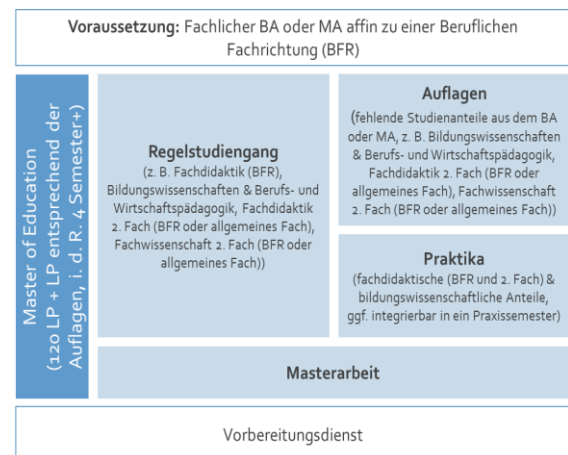 Voraussetzung: Fachlicher BA oder MA affin zu einer Beruflichen
Fachrichtung (BFR)
Master of Education
(120 LP + LP entsprechend der
Auflagen, i. d. R. 4 Semester+)
Regelstudiengang
(z. B. Fachdidaktik (BFR),
Bildungswissenschaften & Berufs- und
Wirtschaftspädagogik, Fachdidaktik
2. Fach (BFR oder allgemeines Fach),
Fachwissenschaft 2. Fach (BFR oder
allgemeines Fach))
Auflagen
(fehlende Studienanteile aus dem BA
oder MA, z. B. Bildungswissenschaften
& Berufs- und Wirtschaftspädagogik,
Fachdidaktik 2. Fach (BFR oder
allgemeines Fach), Fachwissenschaft
2. Fach (BFR oder allgemeines Fach))
Praktika
(fachdidaktische (BFR und 2. Fach) &
bildungswissenschaftliche Anteile,
ggf. integrierbar in ein Praxissemester)
Masterarbeit
Vorbereitungsdienst